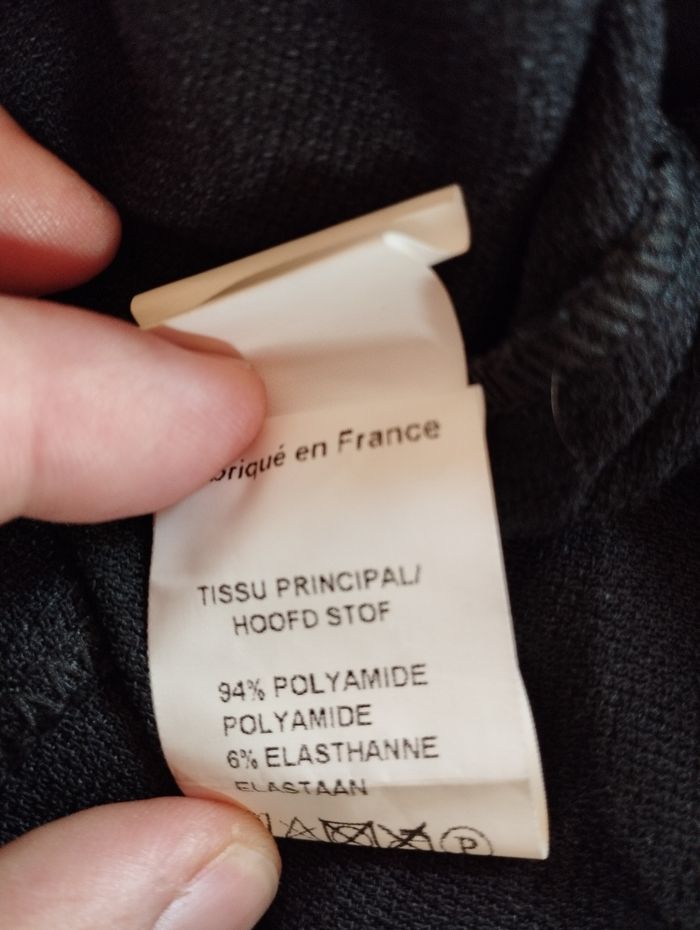 briqué en France
TISSU PRINCIPAL/
HOOFD STOF
94% POLYAMIDE
POLYAMIDE
6% ELASTHANNE
ELASTAAN
P